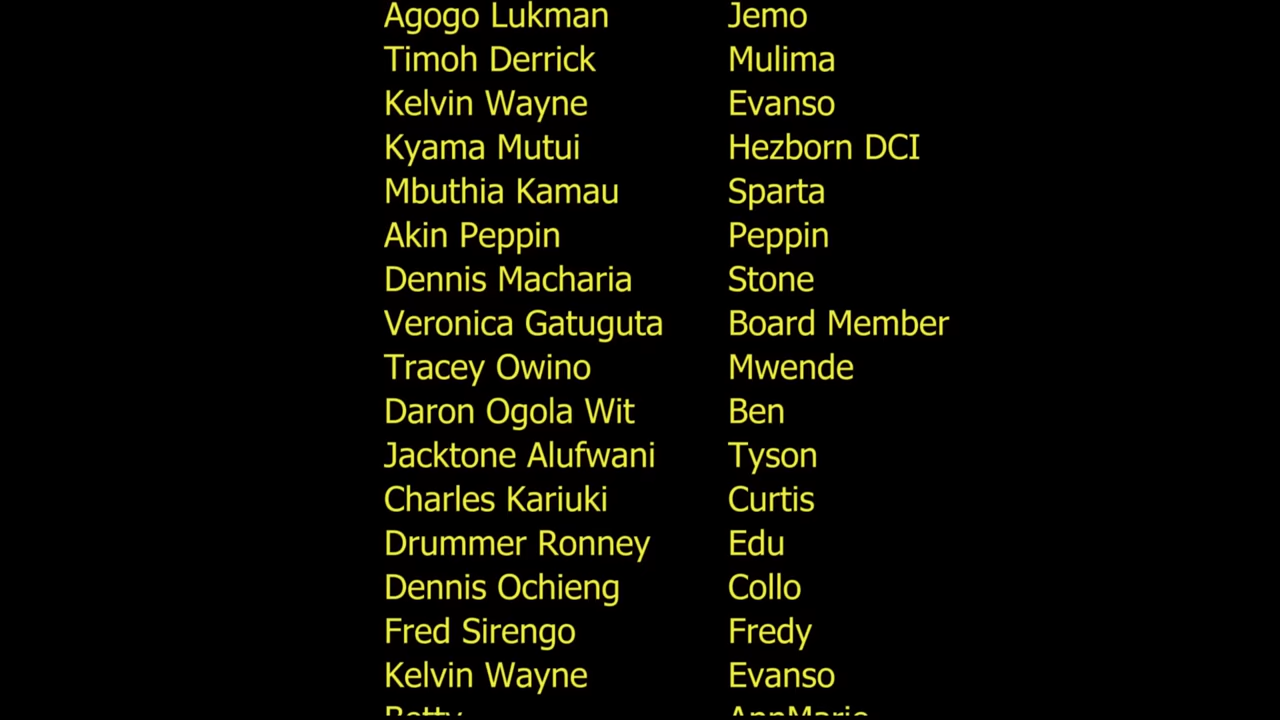 Agogo Lukman Jemo
Timoh Derrick Mulima
Kelvin Wayne Evanso
Kyama Mutui Hezborn DCI
Mbuthia Kamau Sparta
Akin Peppin Peppin
Dennis Macharia Stone
Veronica Gatuguta Board Member
Tracey Owino Mwende
Daron Ogola Wit Ben
Jacktone Alufwani Tyson
Charles Kariuki Curtis
Drummer Ronney Edu
Dennis Ochieng Collo
Fred Sirengo Fredy
Kelvin Wayne Evanso
Betty AnnMarie